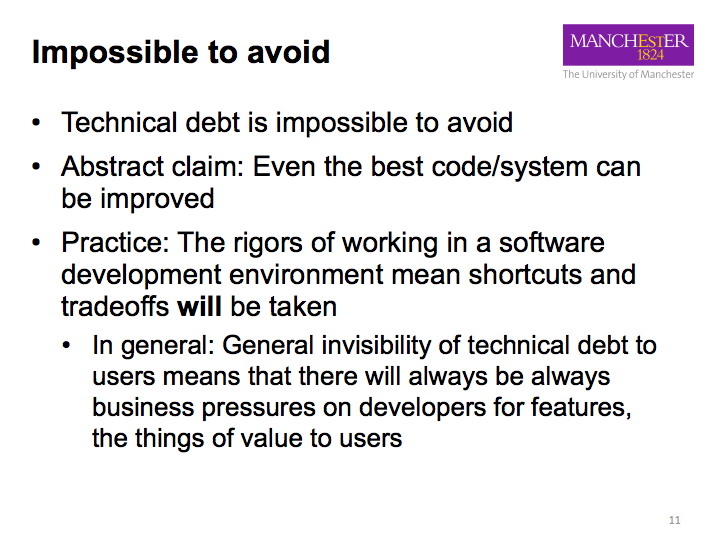 Impossible to avoid
MANCHEsTER
1824
The University of Manchester
• Technical debt is impossible to avoid
• Abstract claim: Even the best code/system can
be improved
• Practice: The rigors of working in a software
development environment mean shortcuts and
tradeoffs will be taken
• In general: General invisibility of technical debt to
users means that there will always be always
business pressures on developers for features,
the things of value to users
11